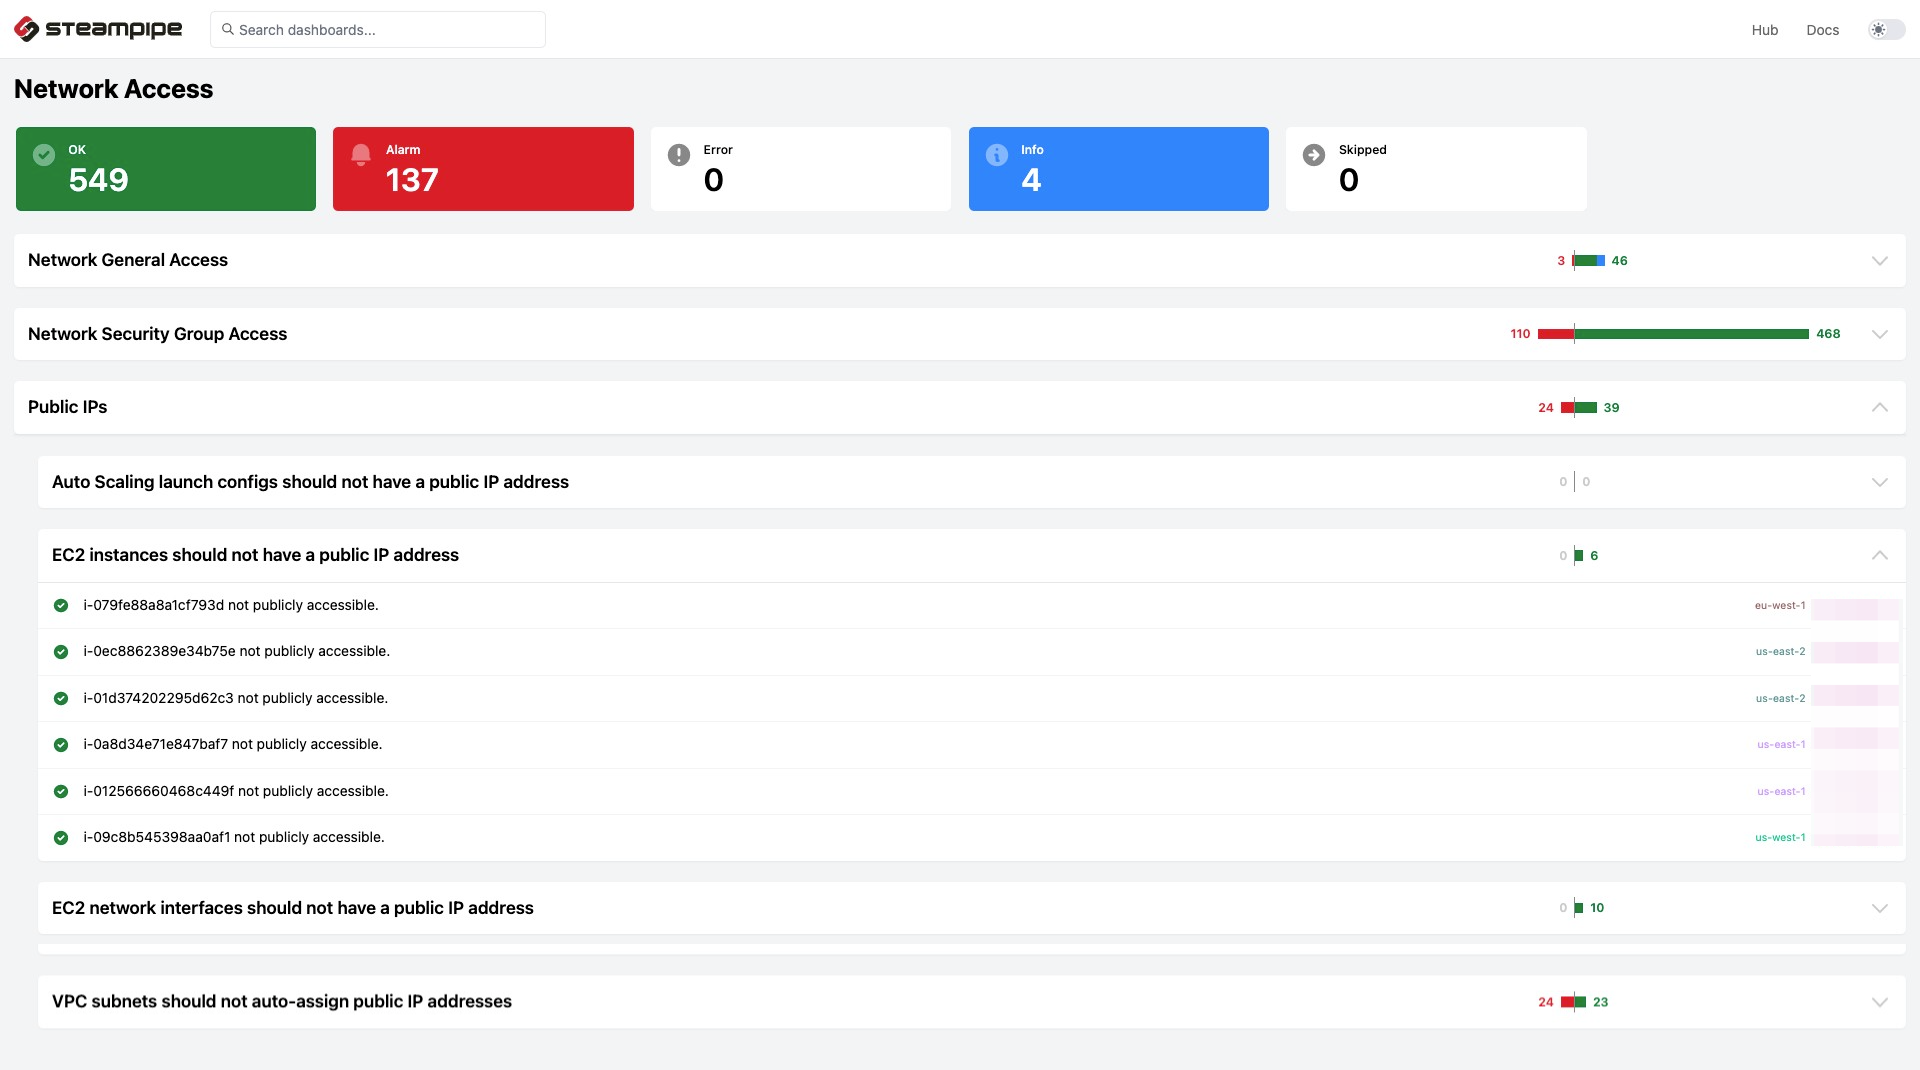 steampipe
Search dashboards...
Hub
Docs
Network Access
OK
549
Alarm
137
Error
0
Info
4
Skipped
0
Network General Access
3
46
Network Security Group Access
110
468
Public IPs
24
39
Auto Scaling launch configs should not have a public IP address
0
0
EC2 instances should not have a public IP address
0
6
i-079fe88a8a1cf793d not publicly accessible.
eu-west-1
i-0ec8862389e34b75e not publicly accessible.
us-east-2
i-01d374202295d62c3 not publicly accessible.
us-east-2
i-0a8d34e71e847baf7 not publicly accessible.
us-east-1
i-012566660468c449f not publicly accessible.
us-east-1
i-09c8b545398aa0af1 not publicly accessible.
us-west-1
EC2 network interfaces should not have a public IP address
0
10
VPC subnets should not auto-assign public IP addresses
24
23